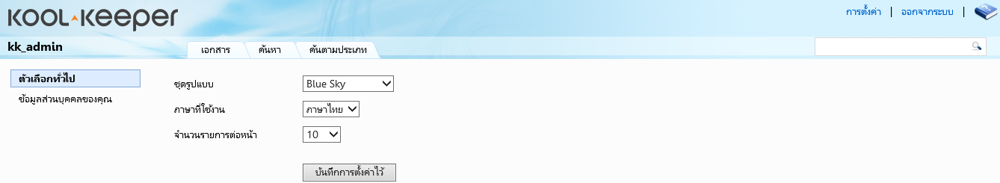 KOOL-KEEPER
การตั้งค่า | ออกจากระบบ |
kk_admin
เอกสาร ค้นหา ค้นตามประเภท
ตัวเลือกทั่วไป
ข้อมูลส่วนบุคคลของคุณ
ชุดรูปแบบ Blue Sky
ภาษาที่ใช้งาน ภาษาไทย
จำนวนรายการต่อหน้า 10
บันทึกการตั้งค่าไว้